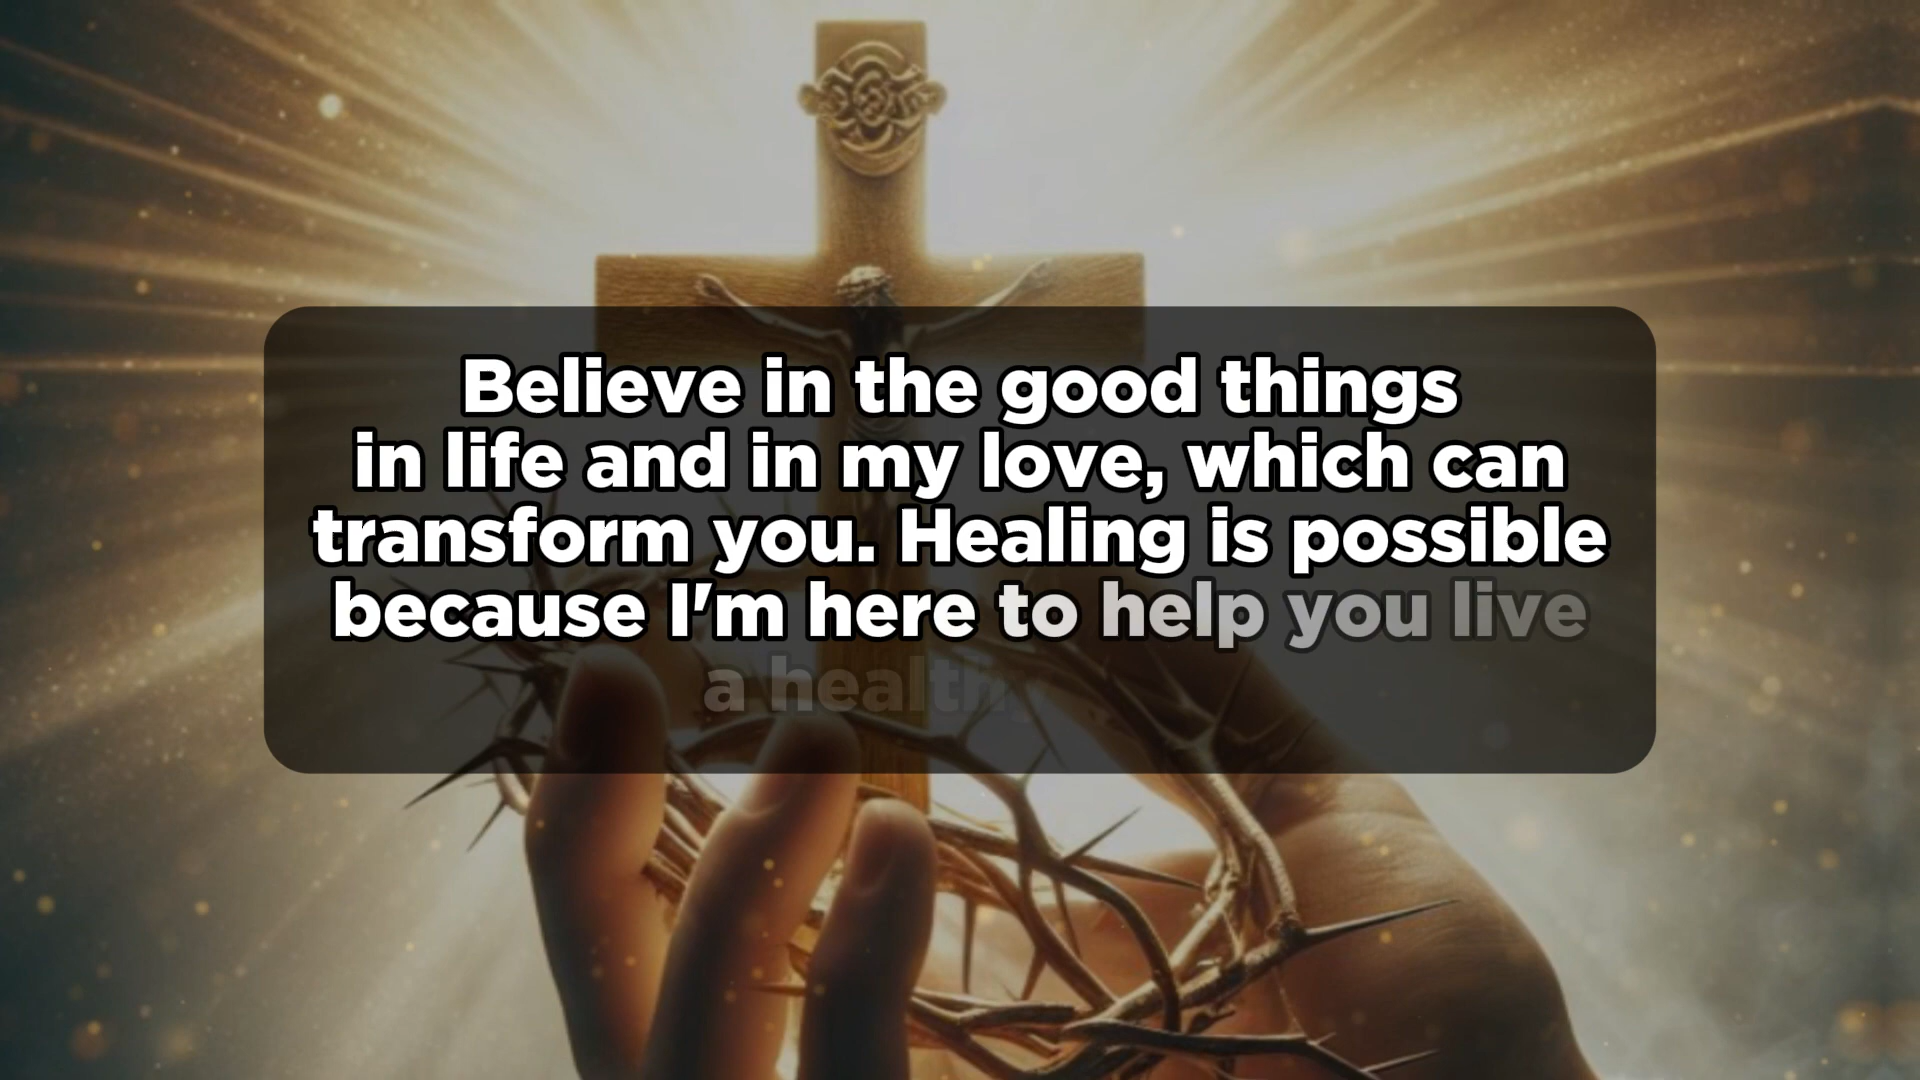 Believe in the good things
in life and in my love, which can
transform you. Healing is possible
because I'm here to help you live
a healthy